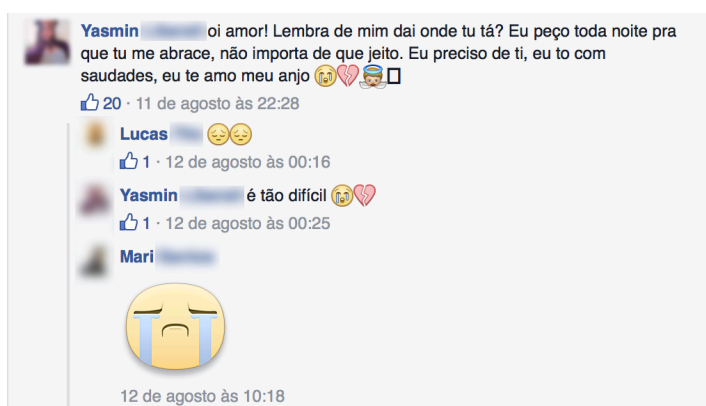 Yasmin oi amor! Lembra de mim dai onde tu tá? Eu peço toda noite pra
que tu me abrace, não importa de que jeito. Eu preciso de ti, eu to com
saudades, eu te amo meu anjo 😭💔👼
20 · 11 de agosto às 22:28
Lucas 😔😔
1 · 12 de agosto às 00:16
Yasmin é tão difícil 😭💔
1 · 12 de agosto às 00:25
Mari
12 de agosto às 10:18